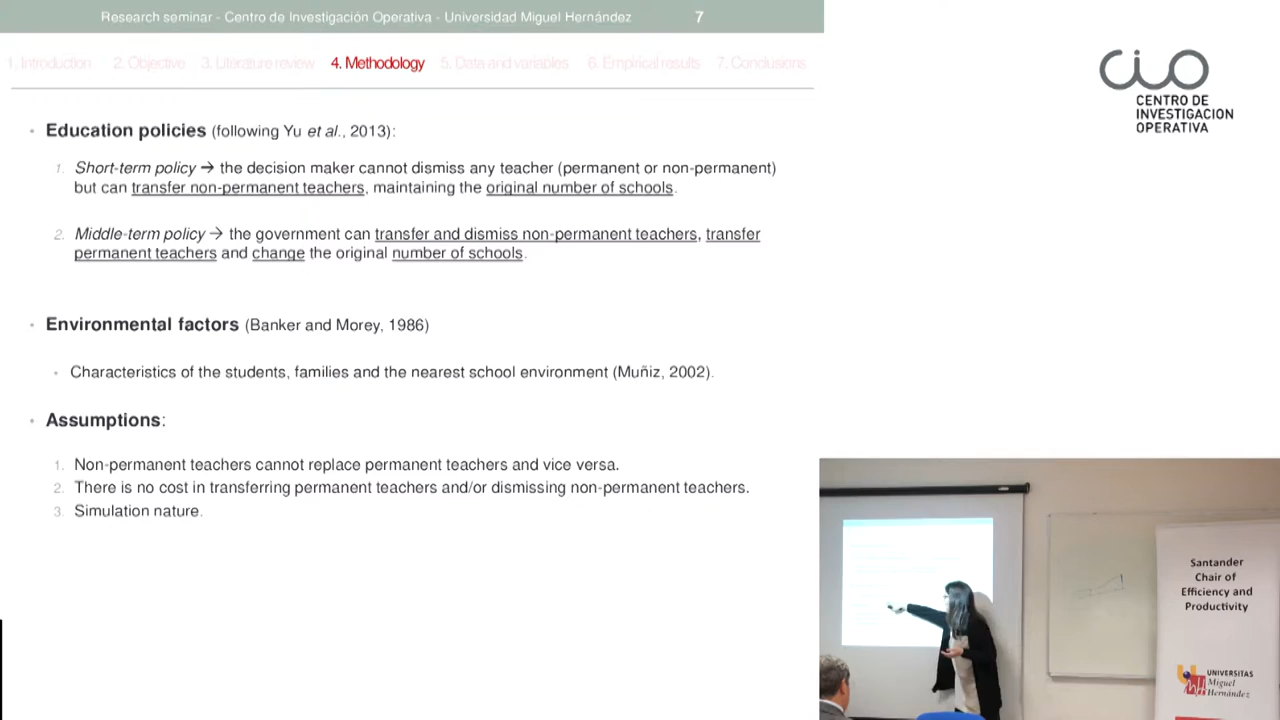 Research seminar - Centro de Investigación Operativa - Universidad Miguel Hernández 7
1. Introduction 2. Objective 3. Literature review 4. Methodology 5. Data and variables 6. Empirical results 7. Conclusions
CIO
CENTRO DE
INVESTIGACION
OPERATIVA
• Education policies (following Yu et al., 2013):
1. Short-term policy → the decision maker cannot dismiss any teacher (permanent or non-permanent)
but can transfer non-permanent teachers, maintaining the original number of schools.
2. Middle-term policy → the government can transfer and dismiss non-permanent teachers, transfer
permanent teachers and change the original number of schools.
• Environmental factors (Banker and Morey, 1986)
• Characteristics of the students, families and the nearest school environment (Muñiz, 2002).
• Assumptions:
1. Non-permanent teachers cannot replace permanent teachers and vice versa.
2. There is no cost in transferring permanent teachers and/or dismissing non-permanent teachers.
3. Simulation nature.
Santander
Chair of
Efficiency and
Productivity
UNIVERSITAS
Miguel
Hernández